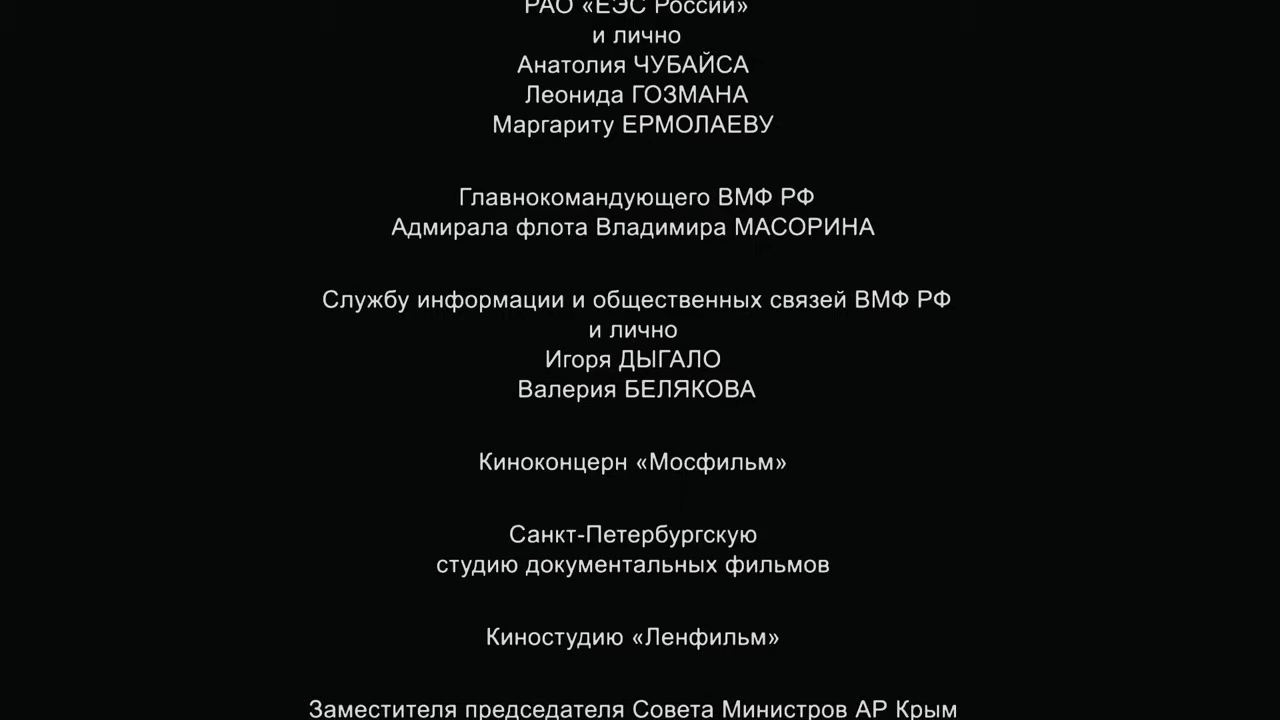 РАО «ЕЭС России»
и лично
Анатолия ЧУБАЙСА
Леонида ГОЗМАНА
Маргариту ЕРМОЛАЕВУ
Главнокомандующего ВМФ РФ
Адмирала флота Владимира МАСОРИНА
Службу информации и общественных связей ВМФ РФ
и лично
Игоря ДЫГАЛО
Валерия БЕЛЯКОВА
Киноконцерн «Мосфильм»
Санкт-Петербургскую
студию документальных фильмов
Киностудию «Ленфильм»
Заместителя председателя Совета Министров АР Крым